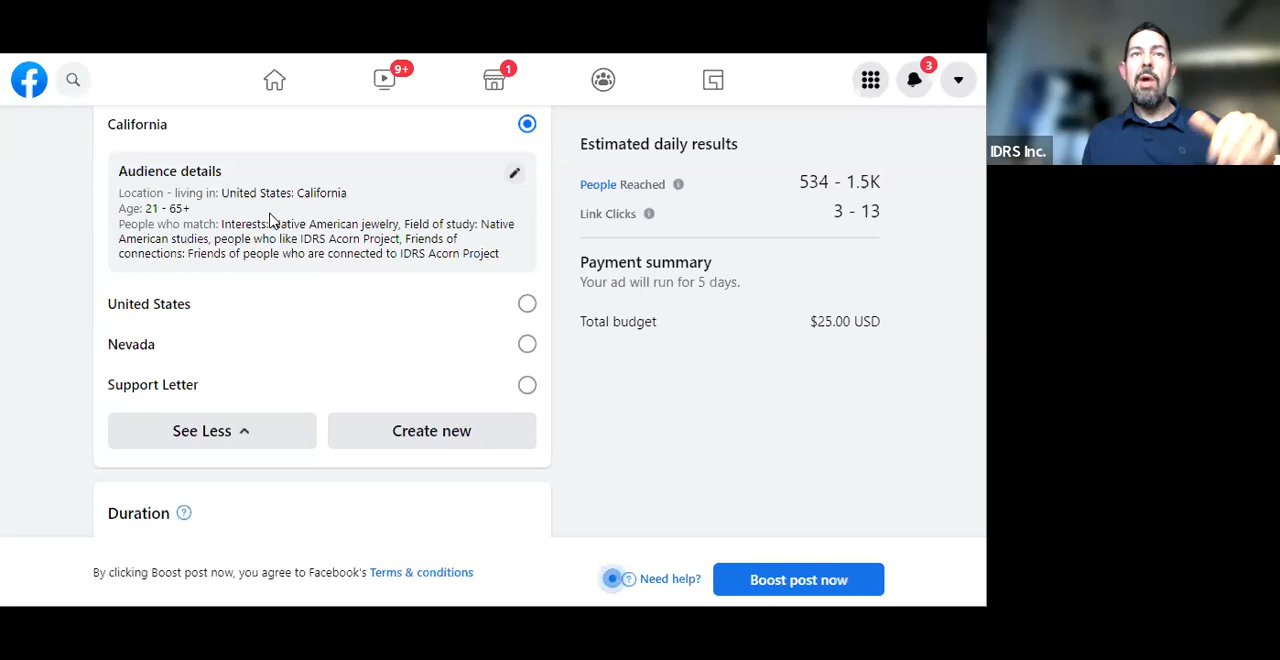 9+
1
3
California
Audience details
Location - living in: United States: California
Age: 21 - 65+
People who match: Interests: Native American jewelry, Field of study: Native
American studies, people who like IDRS Acorn Project, Friends of
connections: Friends of people who are connected to IDRS Acorn Project
United States
Nevada
Support Letter
See Less
Create new
Duration ?
Estimated daily results
People Reached
534 - 1.5K
Link Clicks
3 - 13
Payment summary
Your ad will run for 5 days.
Total budget
$25.00 USD
By clicking Boost post now, you agree to Facebook's Terms & conditions
? Need help?
Boost post now
IDRS Inc.